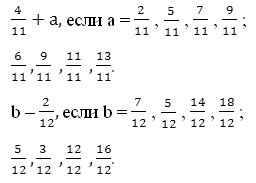 4/11 + a, если a = 2/11 , 5/11 , 7/11 , 9/11 ;
6/11 , 9/11 , 11/11 , 13/11.
b – 2/12, если b = 7/12 , 5/12 , 14/12 , 18/12 ;
5/12 , 3/12 , 12/12 , 16/12.